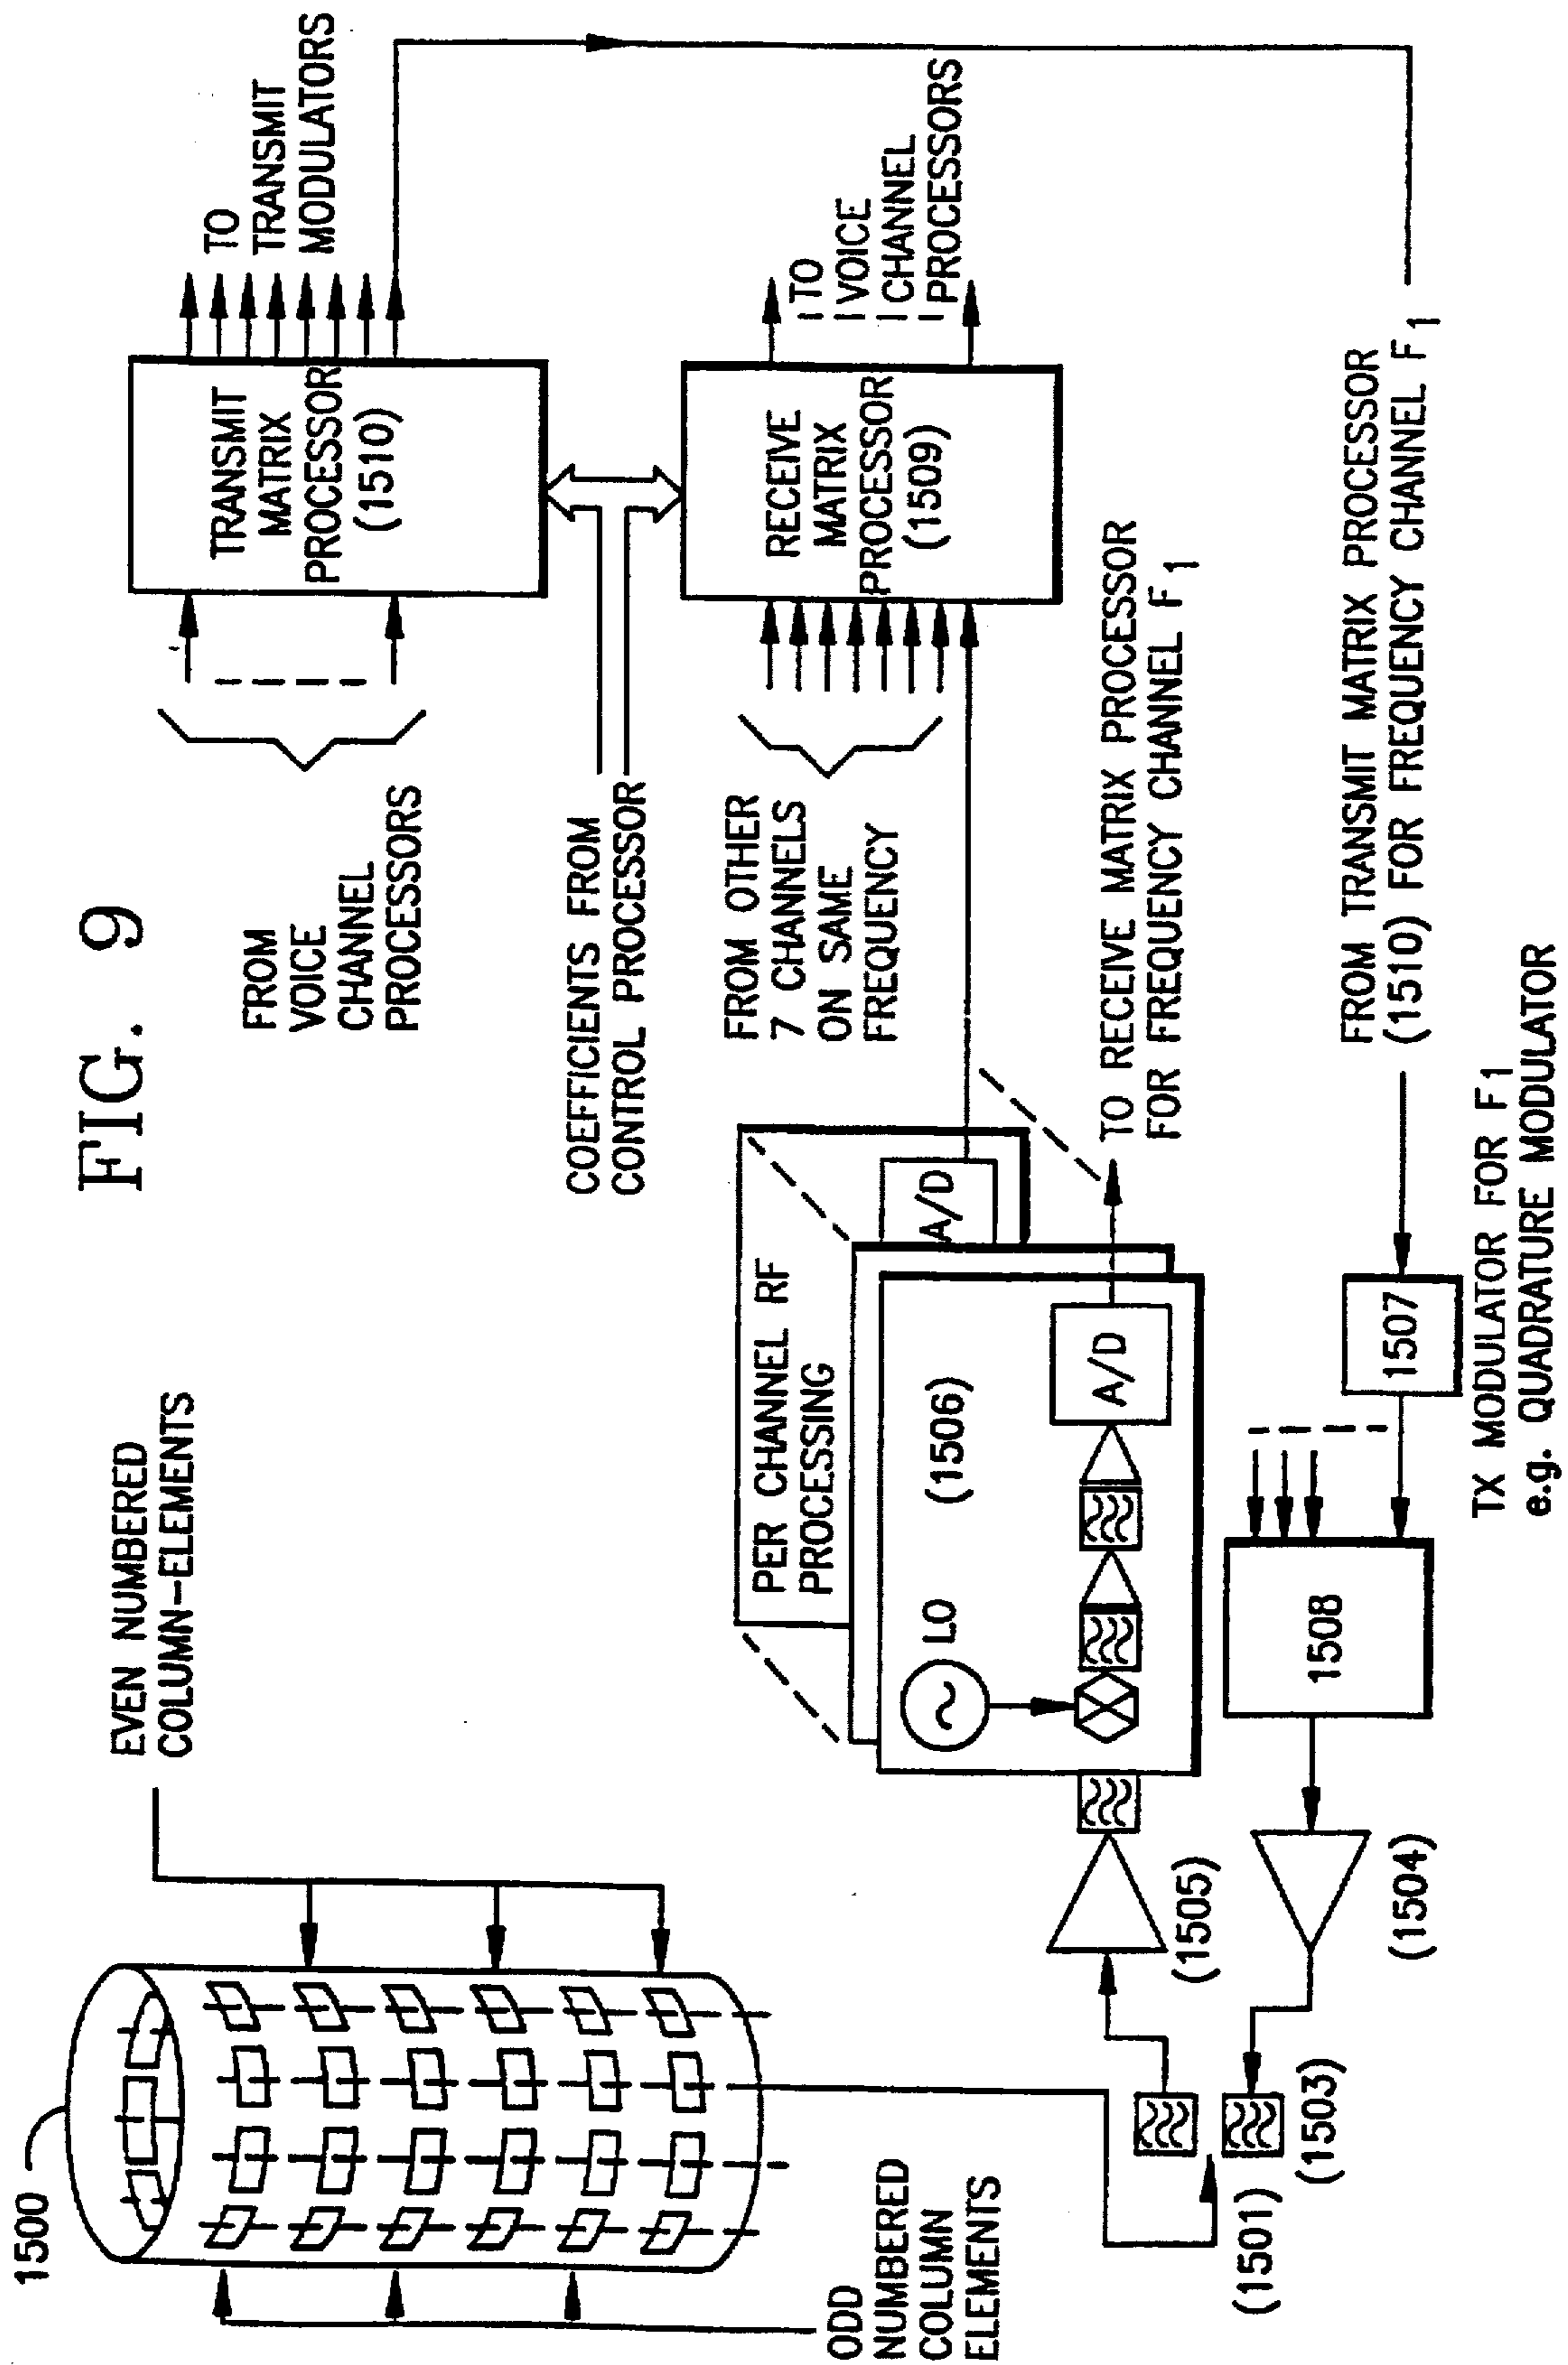 FIG. 9
1500
EVEN NUMBERED
COLUMN-ELEMENTS
ODD
NUMBERED
COLUMN
ELEMENTS
FROM
VOICE
CHANNEL
PROCESSORS
TRANSMIT
MATRIX
PROCESSOR
(1510)
TO
TRANSMIT
MODULATORS
COEFFICIENTS FROM
CONTROL PROCESSOR
FROM OTHER
7 CHANNELS
ON SAME
FREQUENCY
RECEIVE
MATRIX
PROCESSOR
(1509)
TO
VOICE
CHANNEL
PROCESSORS
PER CHANNEL RF
PROCESSING
A/D
LO
(1506)
A/D
TO RECEIVE MATRIX PROCESSOR
FOR FREQUENCY CHANNEL F1
(1505)
(1501)
(1503)
(1504)
1508
1507
FROM TRANSMIT MATRIX PROCESSOR
(1510) FOR FREQUENCY CHANNEL F1
TX MODULATOR FOR F1
e.g. QUADRATURE MODULATOR